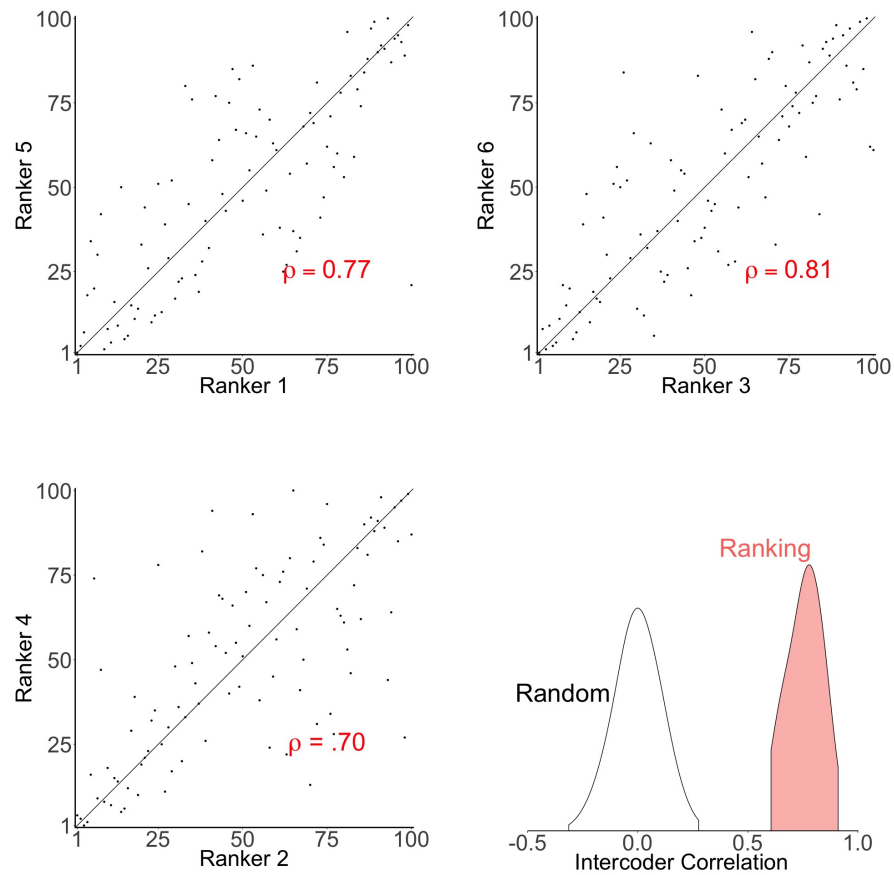 100
75
50
25
1
Ranker 5
ρ = 0.77
1 25 50 75 100
Ranker 1
100
75
50
25
1
Ranker 6
ρ = 0.81
1 25 50 75 100
Ranker 3
100
75
50
25
1
Ranker 4
ρ = .70
1 25 50 75 100
Ranker 2
Ranking
Random
-0.5 0.0 0.5 1.0
Intercoder Correlation